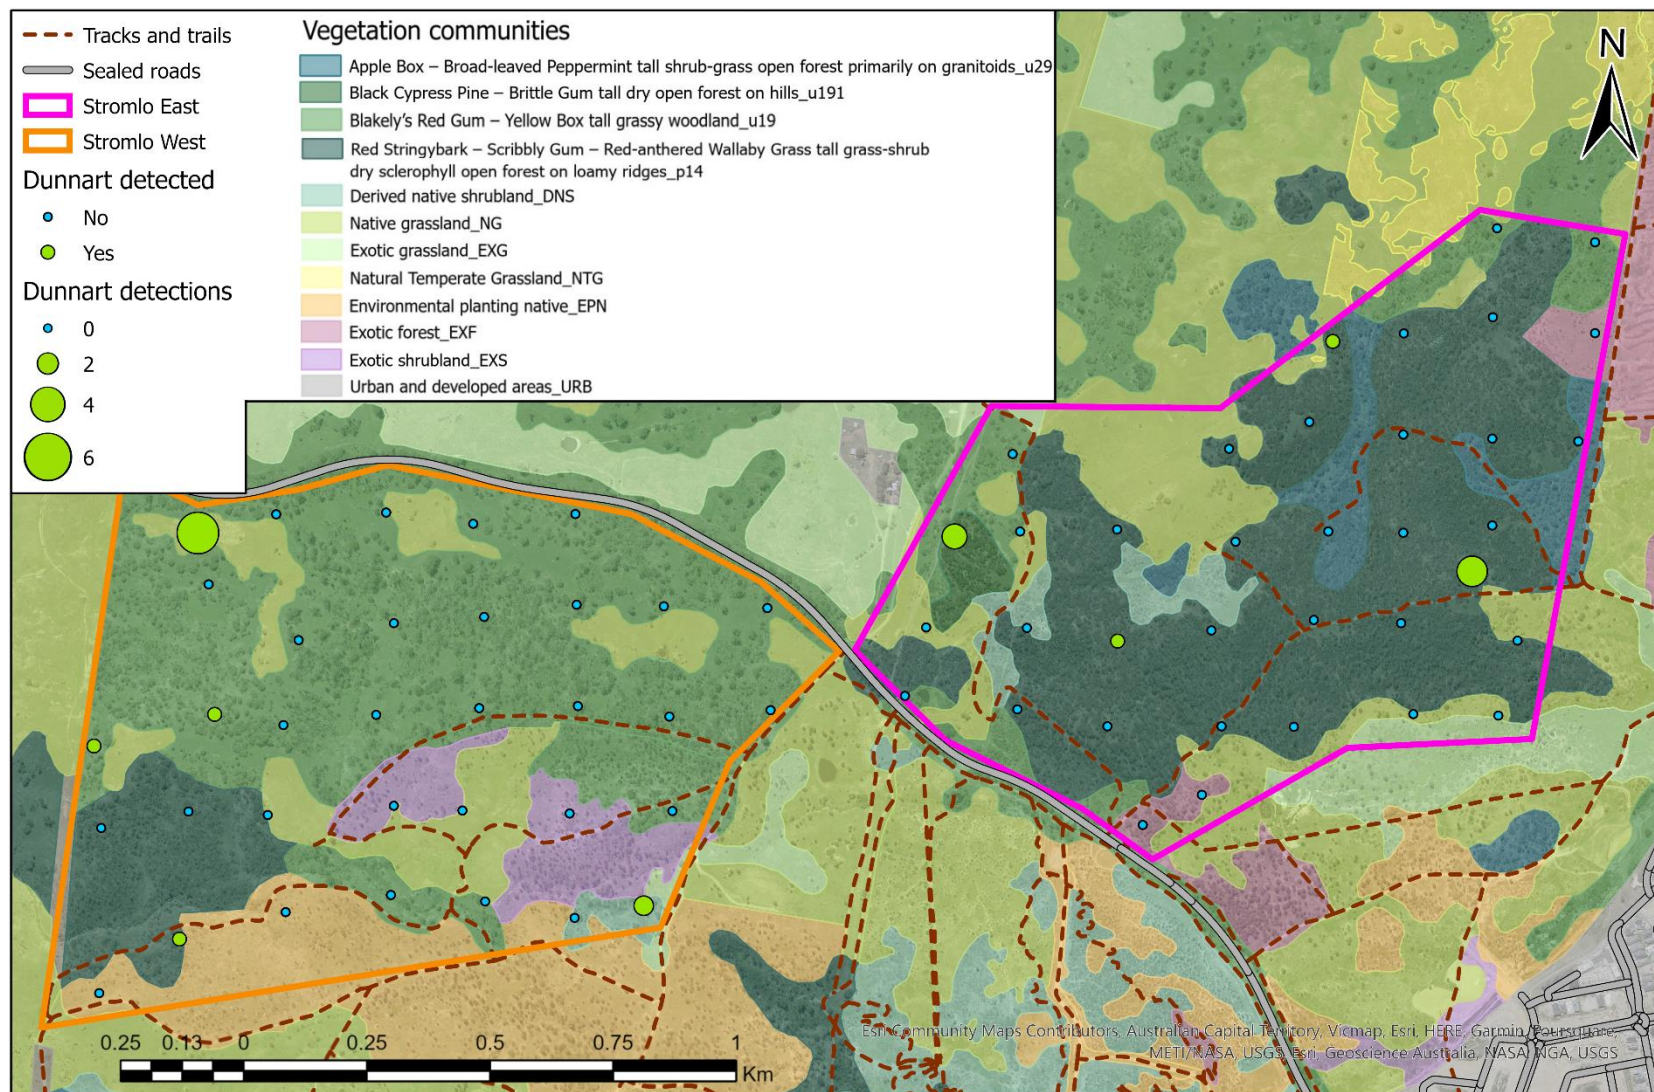 Tracks and trails
Sealed roads
Stromlo East
Stromlo West
Dunnart detected
No
Yes
Dunnart detections
0
2
4
6
Vegetation communities
Apple Box – Broad-leaved Peppermint tall shrub-grass open forest primarily on granitoids_u29
Black Cypress Pine – Brittle Gum tall dry open forest on hills_u191
Blakely's Red Gum – Yellow Box tall grassy woodland_u19
Red Stringybark – Scribbly Gum – Red-anthered Wallaby Grass tall grass-shrub
dry sclerophyll open forest on loamy ridges_p14
Derived native shrubland_DNS
Native grassland_NG
Exotic grassland_EXG
Natural Temperate Grassland_NTG
Environmental planting native_EPN
Exotic forest_EXF
Exotic shrubland_EXS
Urban and developed areas_URB
N
0.25 0.13 0 0.25 0.5 0.75 1
Km
Esri Community Maps Contributors, Australian Capital Territory, Vicmap, Esri, HERE, Garmin, Foursquare,
METI/NASA, USGS, Esri, Geoscience Australia, NASA, NGA, USGS